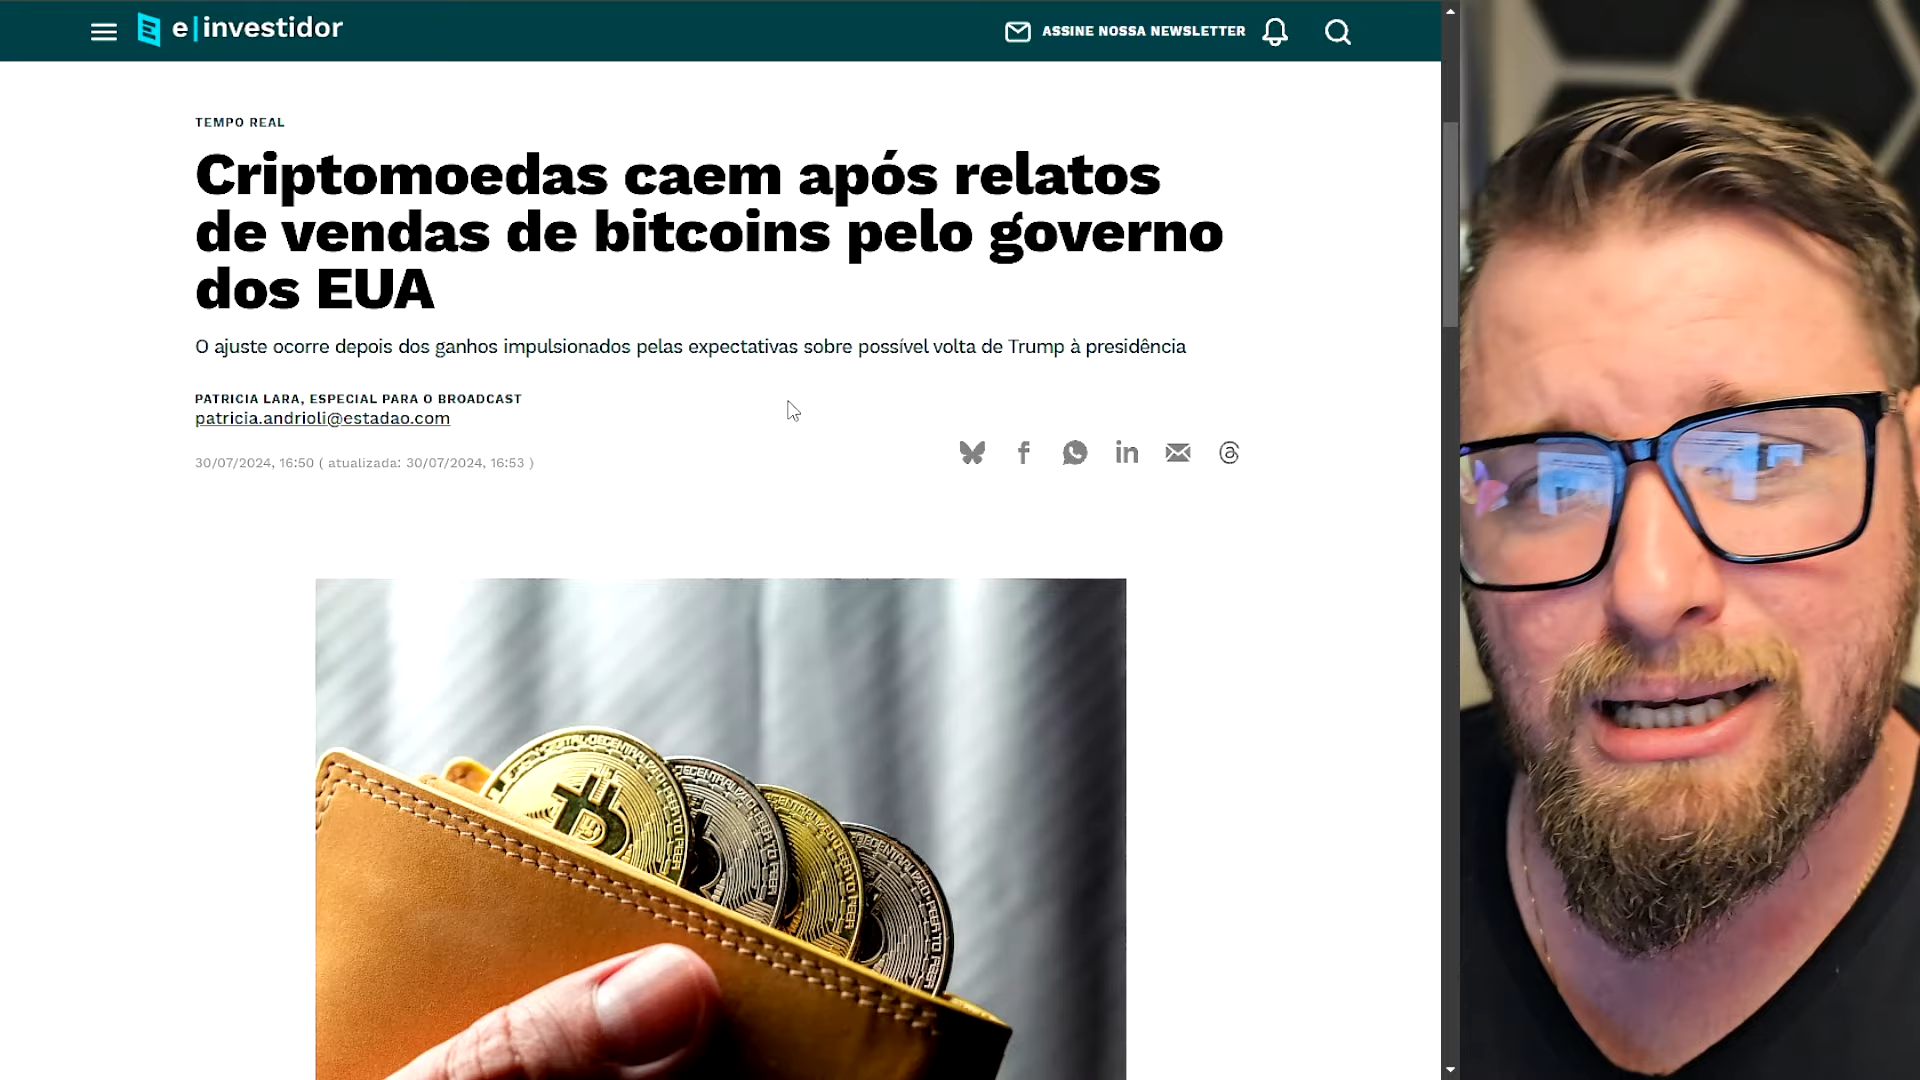 e|investidor
ASSINE NOSSA NEWSLETTER
TEMPO REAL
Criptomoedas caem após relatos
de vendas de bitcoins pelo governo
dos EUA
O ajuste ocorre depois dos ganhos impulsionados pelas expectativas sobre possível volta de Trump à presidência
PATRICIA LARA, ESPECIAL PARA O BROADCAST
patricia.andrioli@estadao.com
30/07/2024, 16:50 ( atualizada: 30/07/2024, 16:53 )